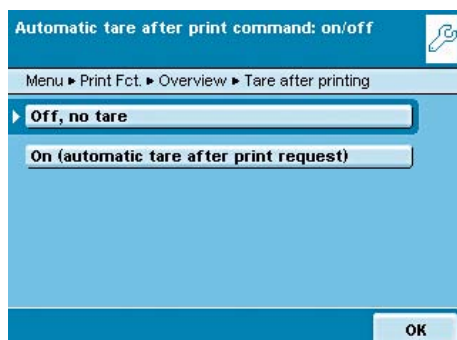 Automatic tare after print command: on/off
Menu ▸ Print Fct. ▸ Overview ▸ Tare after printing
Off, no tare
On (automatic tare after print request)
OK